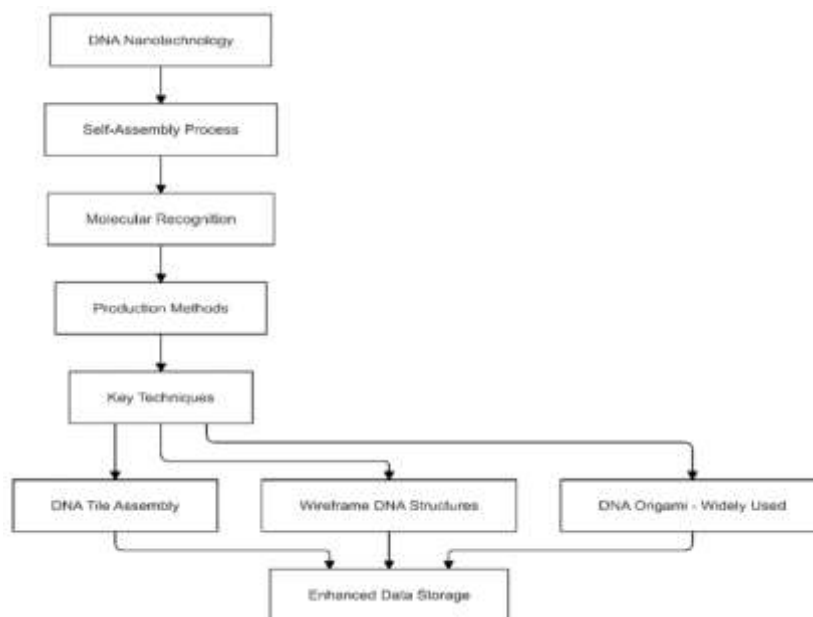 DNA Nanotechnology
Self-Assembly Process
Molecular Recognition
Production Methods
Key Techniques
DNA Tile Assembly
Wireframe DNA Structures
DNA Origami - Widely Used
Enhanced Data Storage